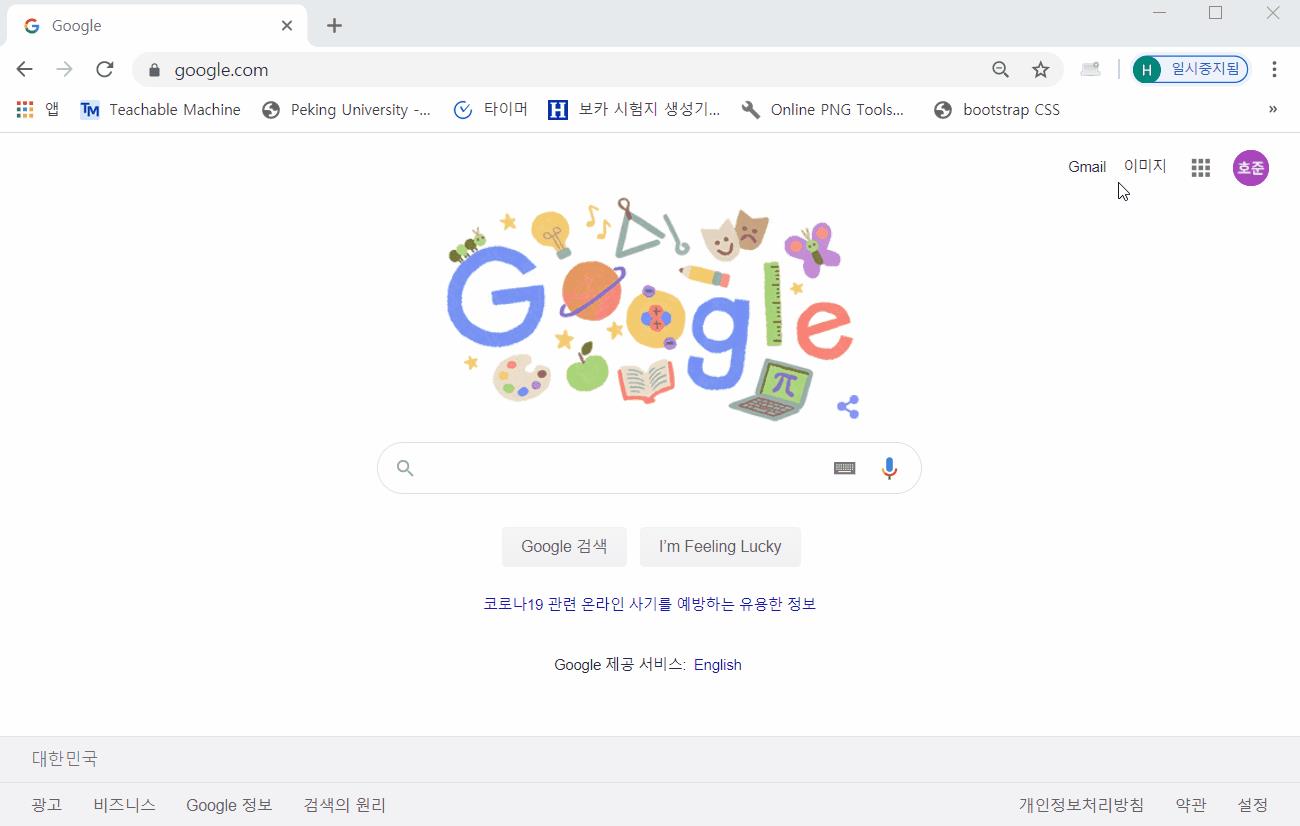 Google
google.com
H 일시중지됨
앱 TM Teachable Machine Peking University -... 타이머 H 보카 시험지 생성기... Online PNG Tools... bootstrap CSS »
Gmail 이미지 호준
Google
π
Google 검색 I'm Feeling Lucky
코로나19 관련 온라인 사기를 예방하는 유용한 정보
Google 제공 서비스: English
대한민국
광고 비즈니스 Google 정보 검색의 원리 개인정보처리방침 약관 설정